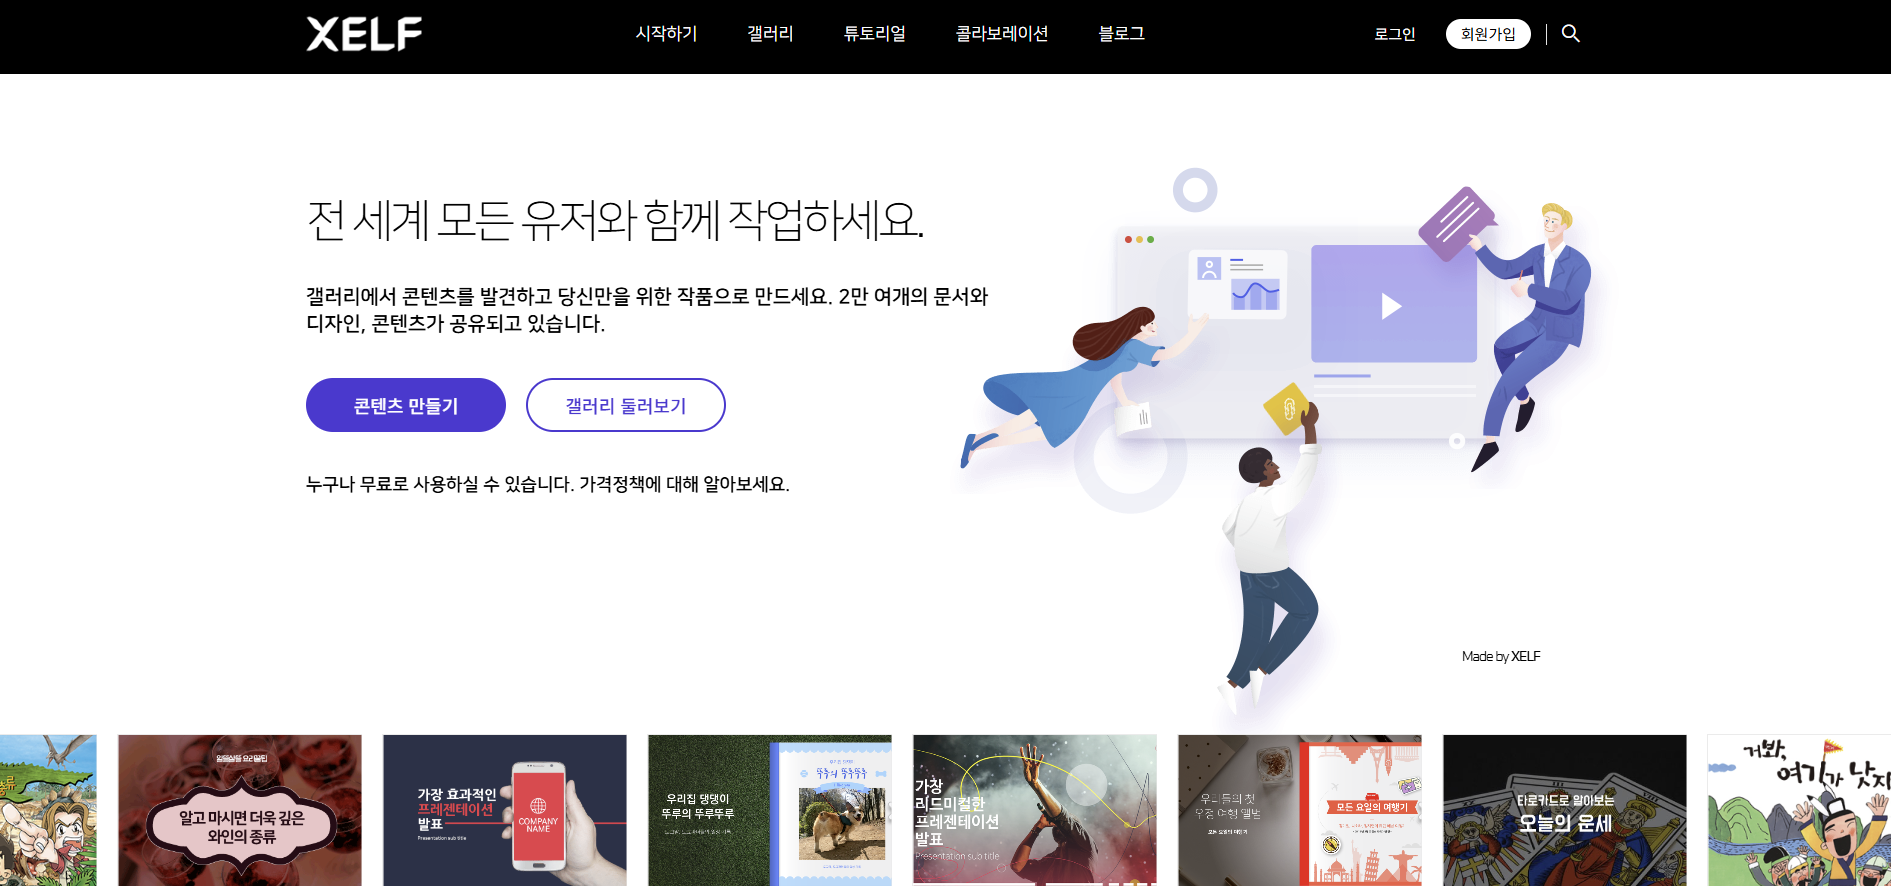 XELF
시작하기
갤러리
튜토리얼
콜라보레이션
블로그
로그인
회원가입
전 세계 모든 유저와 함께 작업하세요.
갤러리에서 콘텐츠를 발견하고 당신만을 위한 작품으로 만드세요. 2만 여개의 문서와
디자인, 콘텐츠가 공유되고 있습니다.
콘텐츠 만들기
갤러리 둘러보기
누구나 무료로 사용하실 수 있습니다. 가격정책에 대해 알아보세요.
Made by XELF
알고 마시면 더욱 깊은
와인의 종류
가장 효과적인
프레젠테이션
발표
Presentation sub title
COMPANY
NAME
우리집 댕댕이
뚜루의 뚜루뚜루
가장
리드미컬한
프레젠테이션
발표
Presentation sub title
우리들의 첫
우정 여행 앨범
모든 요일의 여행기
모든 요일의 여행기
타로카드로 알아보는
오늘의 운세
거봐,
여기가 낫지